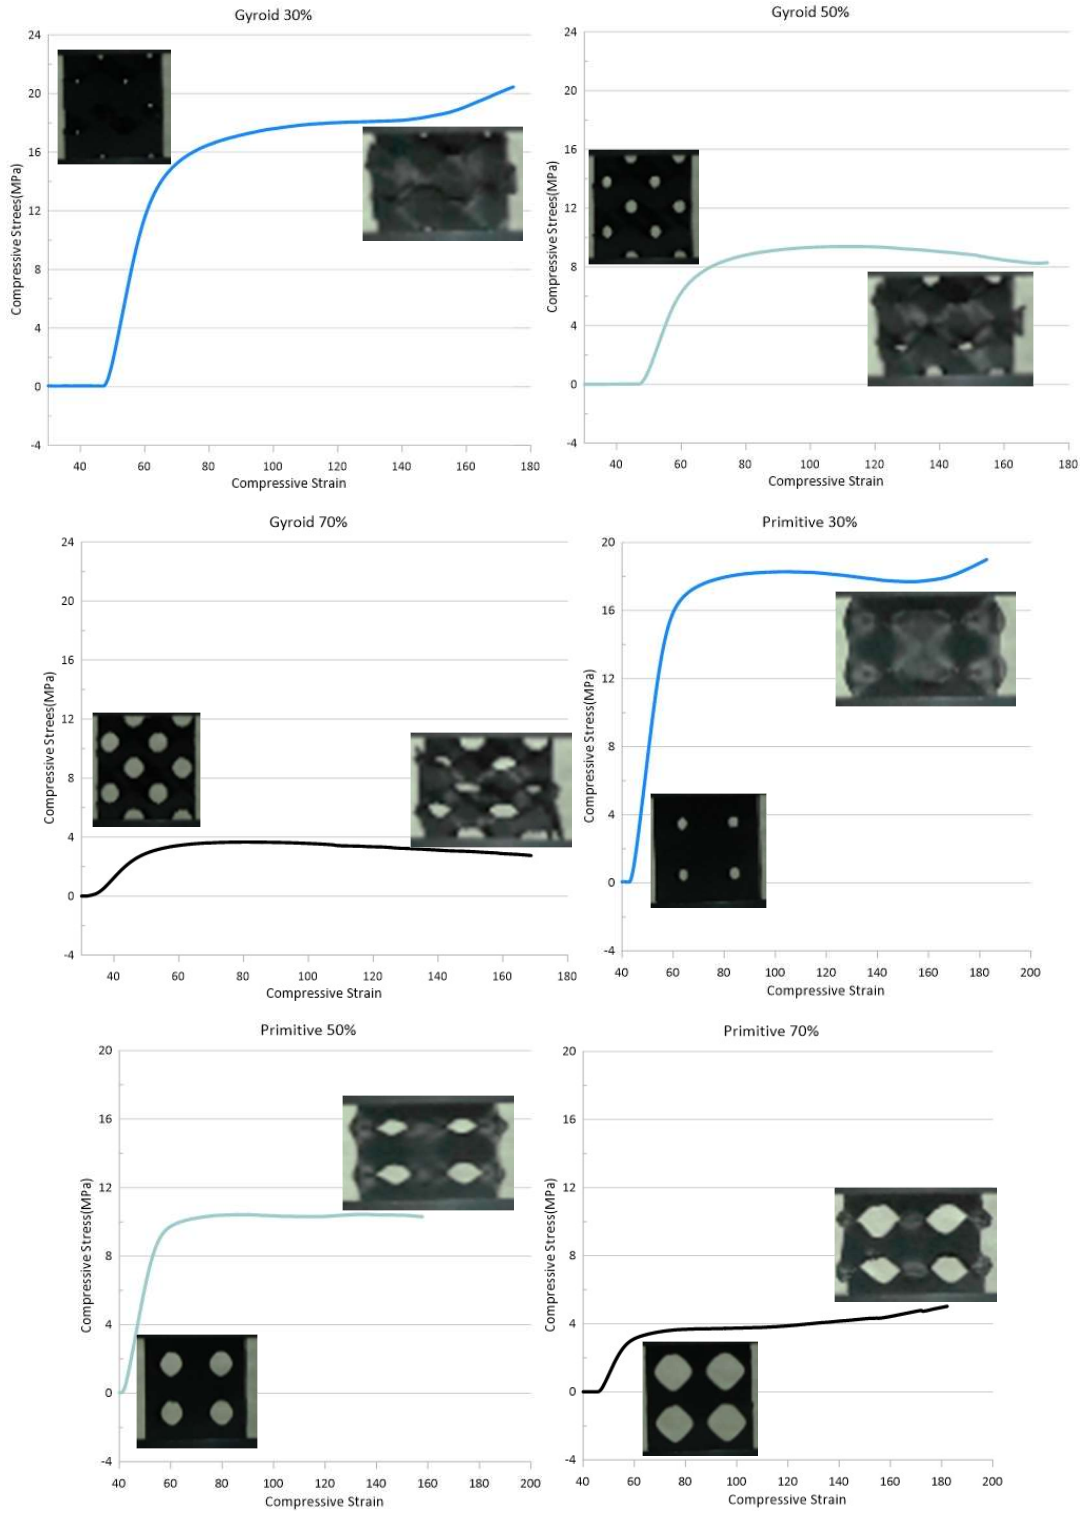 Gyroid 30%
24
20
16
12
8
4
0
-4
Compressive Strees(MPa)
40 60 80 100 120 140 160 180
Compressive Strain
Gyroid 50%
24
20
16
12
8
4
0
-4
Compressive Strees(MPa)
40 60 80 100 120 140 160 180
Compressive Strain
Gyroid 70%
24
20
16
12
8
4
0
-4
Compressive Strees(MPa)
40 60 80 100 120 140 160 180
Compressive Strain
Primitive 30%
20
16
12
8
4
0
-4
Compressive Stress(MPa)
40 60 80 100 120 140 160 180 200
Compressive Strain
Primitive 50%
20
16
12
8
4
0
-4
Compressive Stress(MPa)
40 60 80 100 120 140 160 180 200
Compressive Strain
Primitive 70%
20
16
12
8
4
0
-4
Compressive Stress(MPa)
40 60 80 100 120 140 160 180 200
Compressive Strain